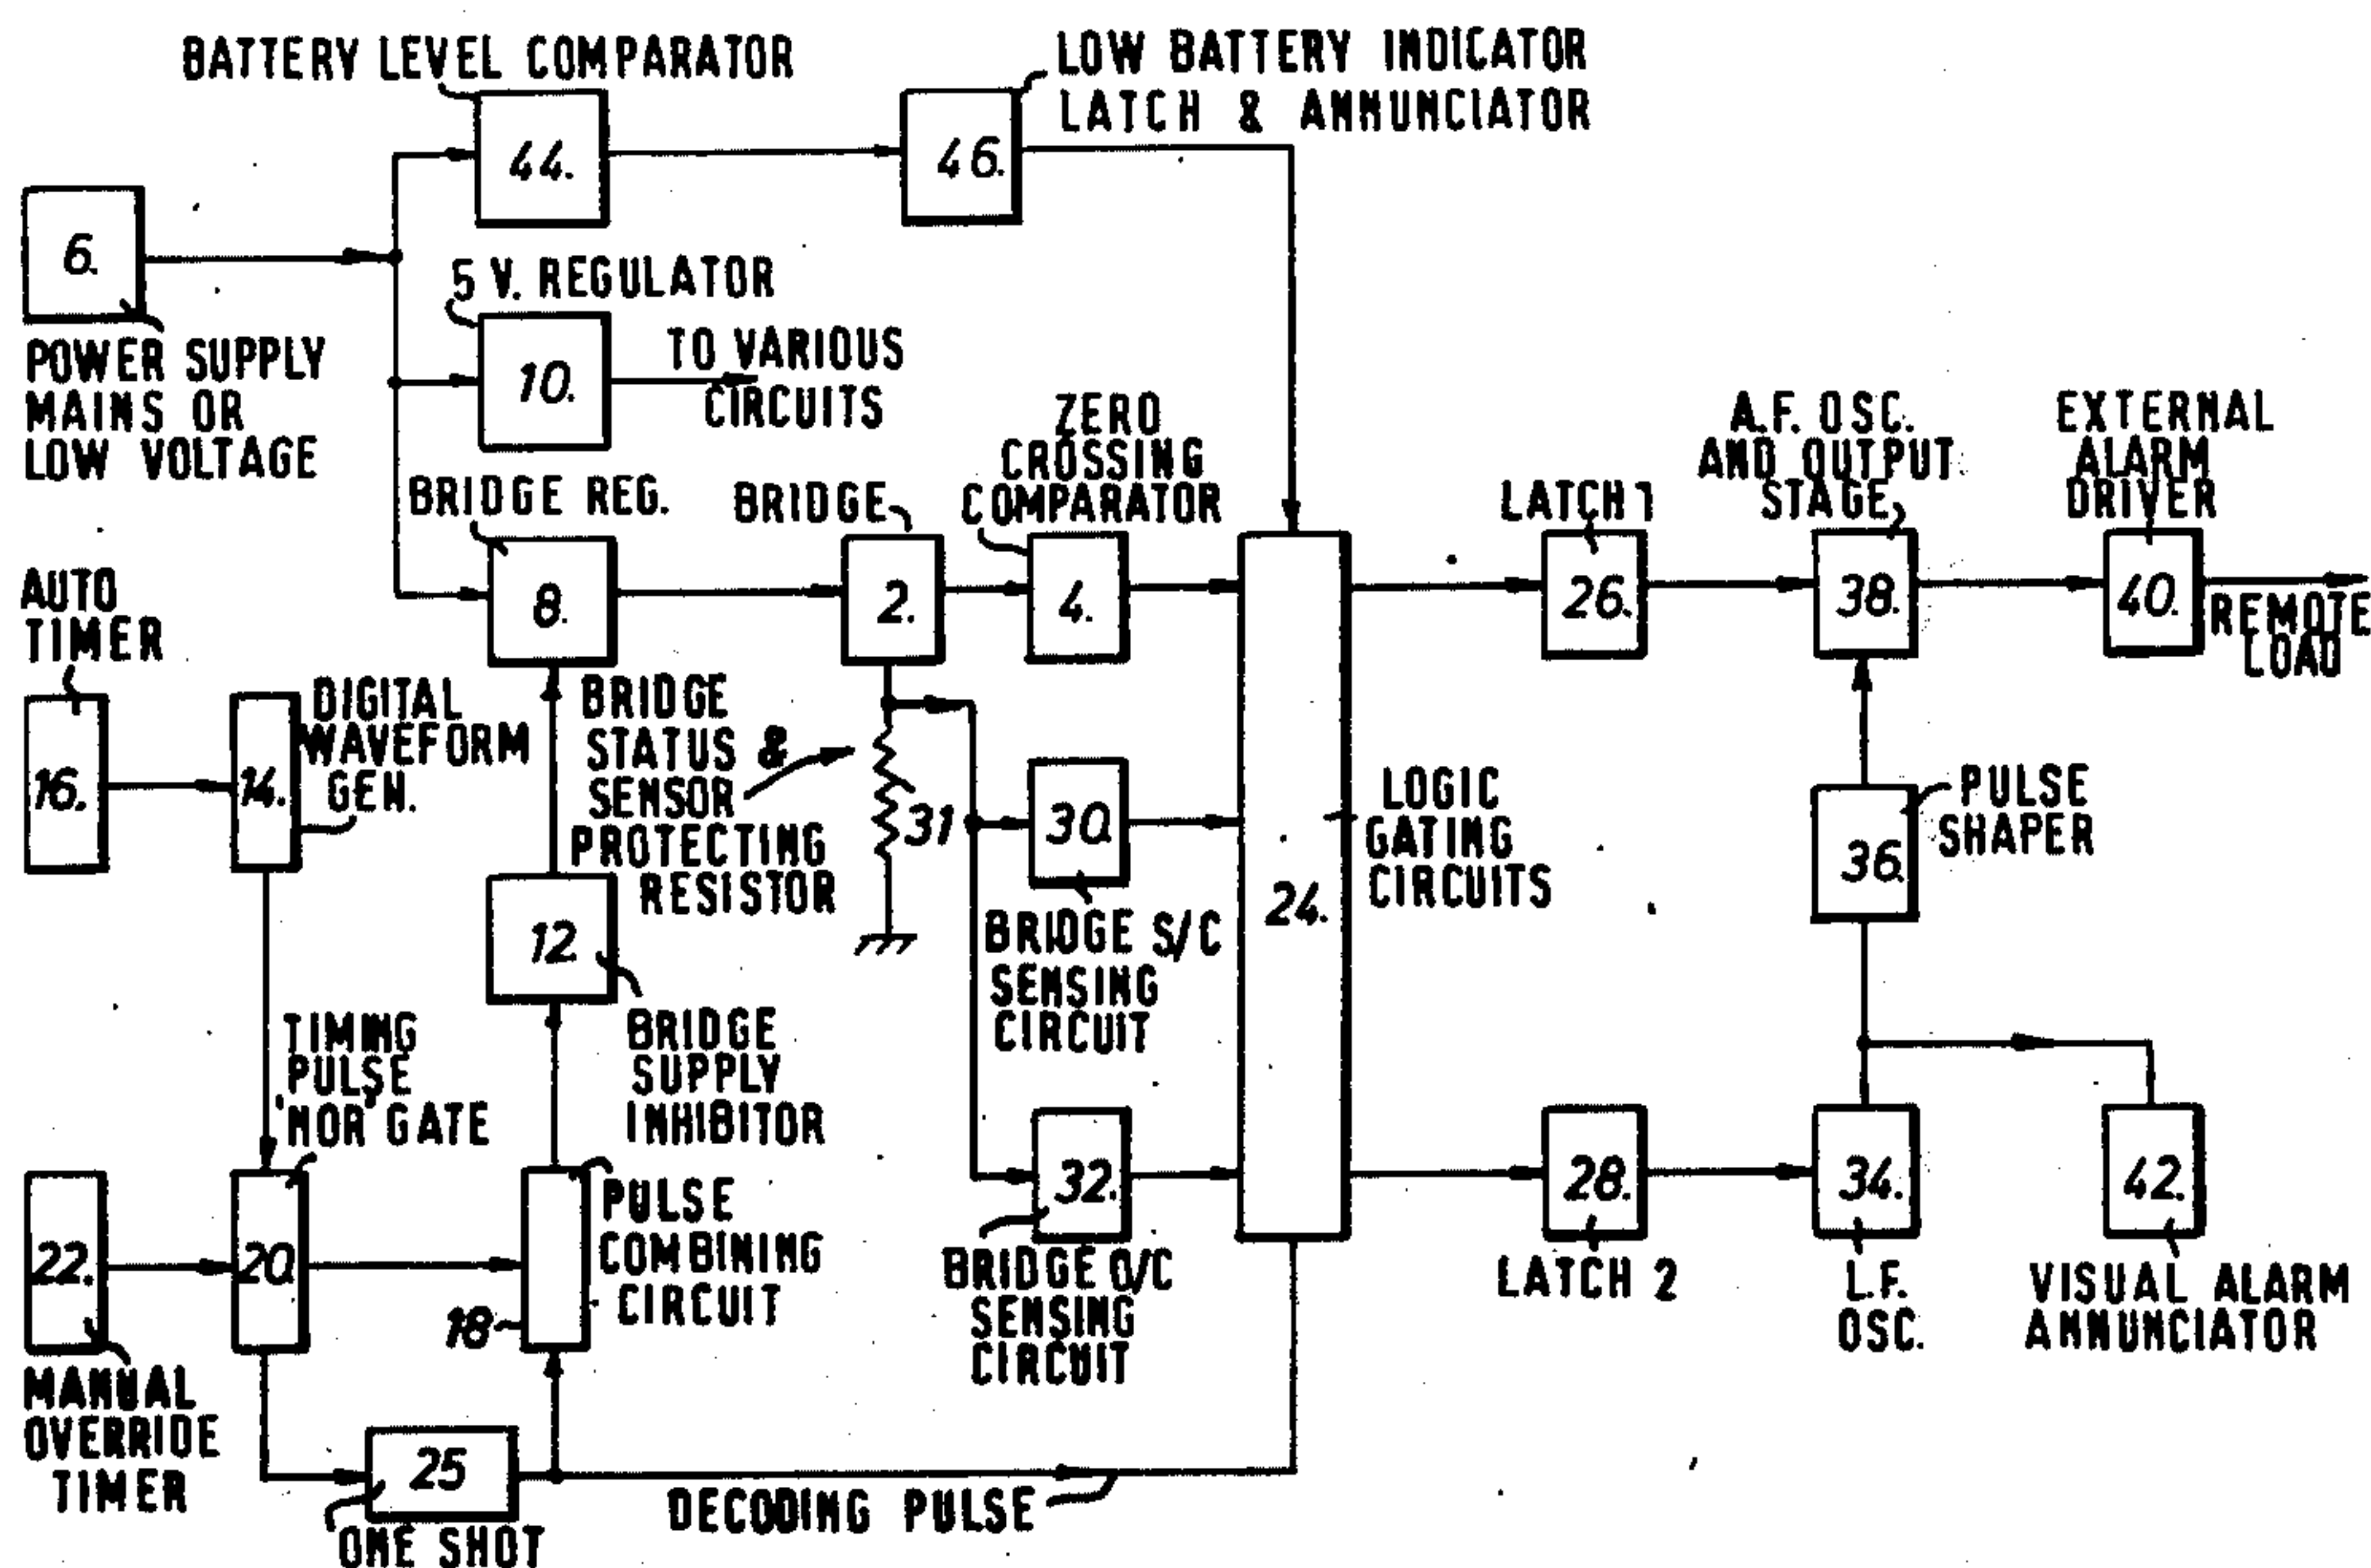 BATTERY LEVEL COMPARATOR
44.
46.
LOW BATTERY INDICATOR
LATCH & ANNUNCIATOR
6.
POWER SUPPLY
MAINS OR
LOW VOLTAGE
5 V. REGULATOR
10.
TO VARIOUS
CIRCUITS
BRIDGE REG.
8.
BRIDGE
2.
ZERO
CROSSING
COMPARATOR
4.
LATCH 1
26.
A.F. OSC.
AND OUTPUT
STAGE
38.
EXTERNAL
ALARM
DRIVER
40.
REMOTE
LOAD
AUTO
TIMER
16.
14.
DIGITAL
WAVEFORM
GEN.
BRIDGE
STATUS &
SENSOR
PROTECTING
RESISTOR
31
30.
BRIDGE S/C
SENSING
CIRCUIT
24.
LOGIC
GATING
CIRCUITS
36.
PULSE
SHAPER
12
BRIDGE
SUPPLY
INHIBITOR
TIMING
PULSE
'NOR' GATE
22.
20.
MANUAL
OVERRIDE
TIMER
18
PULSE
COMBINING
CIRCUIT
32.
BRIDGE O/C
SENSING
CIRCUIT
28.
LATCH 2
34.
L.F.
OSC.
42.
VISUAL ALARM
ANNUNCIATOR
25
ONE SHOT
DECODING PULSE